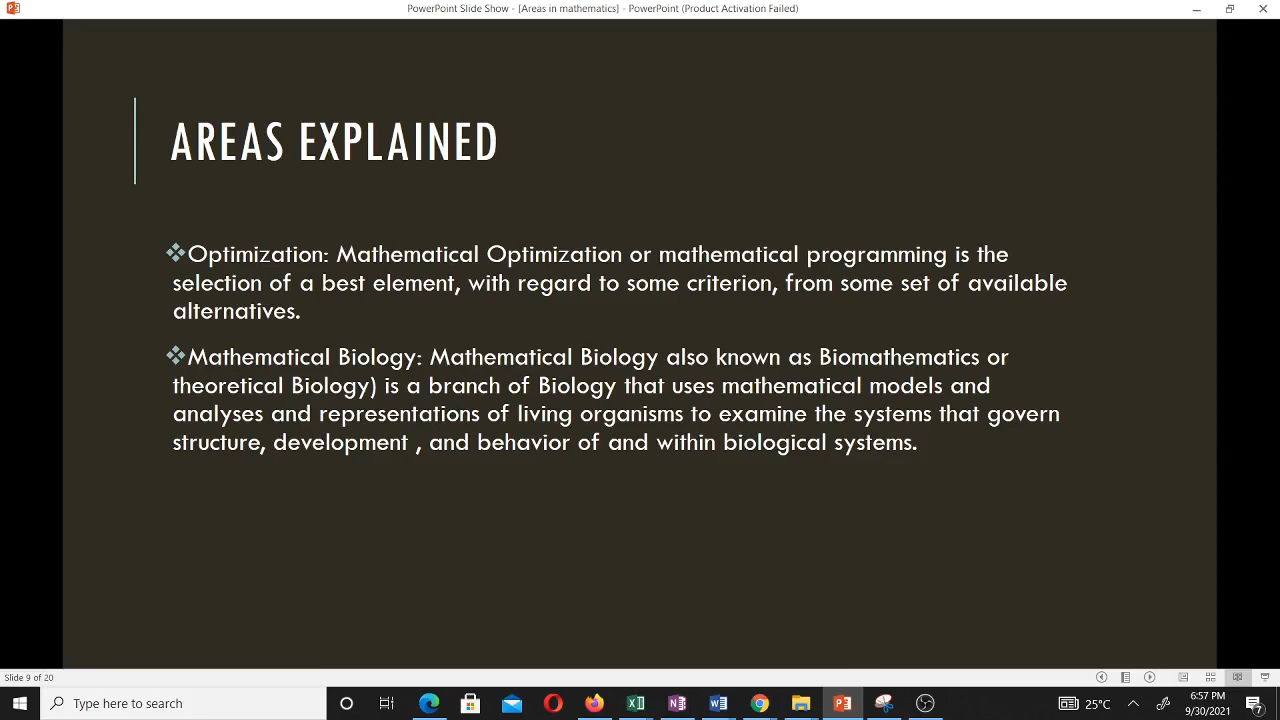 PowerPoint Slide Show - [Areas in mathematics] - PowerPoint (Product Activation Failed)
AREAS EXPLAINED
❖Optimization: Mathematical Optimization or mathematical programming is the
selection of a best element, with regard to some criterion, from some set of available
alternatives.
❖Mathematical Biology: Mathematical Biology also known as Biomathematics or
theoretical Biology) is a branch of Biology that uses mathematical models and
analyses and representations of living organisms to examine the systems that govern
structure, development , and behavior of and within biological systems.
Slide 9 of 20
Type here to search
25°C
6:57 PM
9/30/2021
7